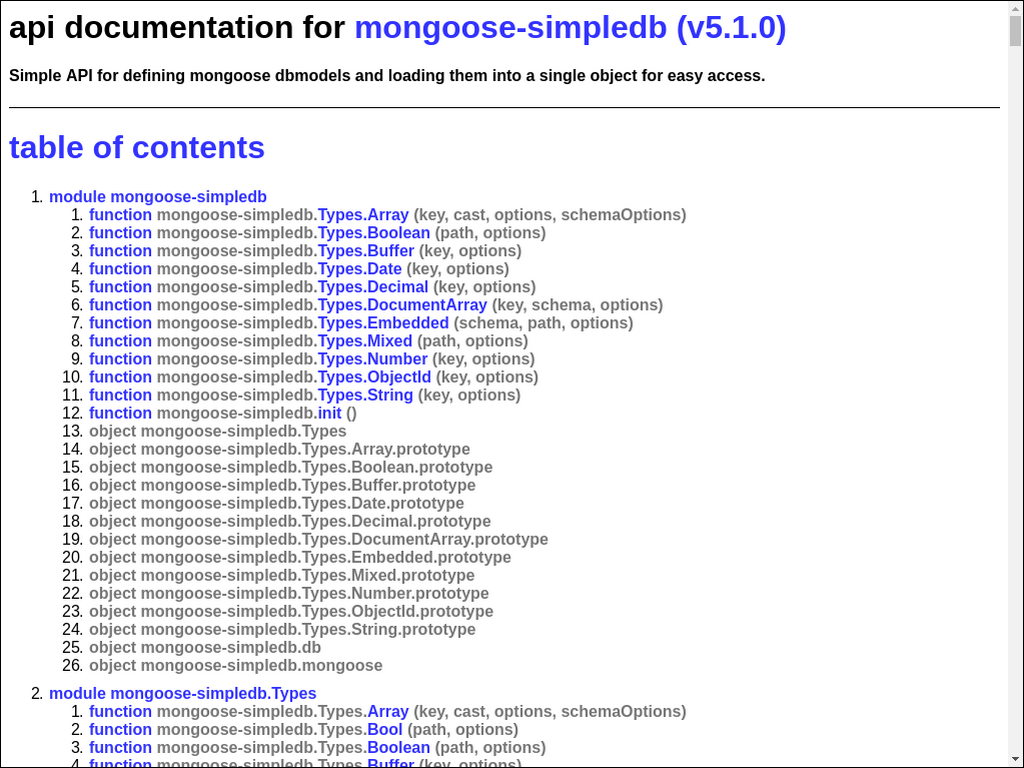 api documentation for mongoose-simpledb (v5.1.0)
Simple API for defining mongoose dbmodels and loading them into a single object for easy access.
table of contents
1. module mongoose-simpledb
1. function mongoose-simpledb.Types.Array (key, cast, options, schemaOptions)
2. function mongoose-simpledb.Types.Boolean (path, options)
3. function mongoose-simpledb.Types.Buffer (key, options)
4. function mongoose-simpledb.Types.Date (key, options)
5. function mongoose-simpledb.Types.Decimal (key, options)
6. function mongoose-simpledb.Types.DocumentArray (key, schema, options)
7. function mongoose-simpledb.Types.Embedded (schema, path, options)
8. function mongoose-simpledb.Types.Mixed (path, options)
9. function mongoose-simpledb.Types.Number (key, options)
10. function mongoose-simpledb.Types.ObjectId (key, options)
11. function mongoose-simpledb.Types.String (key, options)
12. function mongoose-simpledb.init ()
13. object mongoose-simpledb.Types
14. object mongoose-simpledb.Types.Array.prototype
15. object mongoose-simpledb.Types.Boolean.prototype
16. object mongoose-simpledb.Types.Buffer.prototype
17. object mongoose-simpledb.Types.Date.prototype
18. object mongoose-simpledb.Types.Decimal.prototype
19. object mongoose-simpledb.Types.DocumentArray.prototype
20. object mongoose-simpledb.Types.Embedded.prototype
21. object mongoose-simpledb.Types.Mixed.prototype
22. object mongoose-simpledb.Types.Number.prototype
23. object mongoose-simpledb.Types.ObjectId.prototype
24. object mongoose-simpledb.Types.String.prototype
25. object mongoose-simpledb.db
26. object mongoose-simpledb.mongoose
2. module mongoose-simpledb.Types
1. function mongoose-simpledb.Types.Array (key, cast, options, schemaOptions)
2. function mongoose-simpledb.Types.Bool (path, options)
3. function mongoose-simpledb.Types.Boolean (path, options)
4. function mongoose-simpledb.Types.Buffer (key, options)